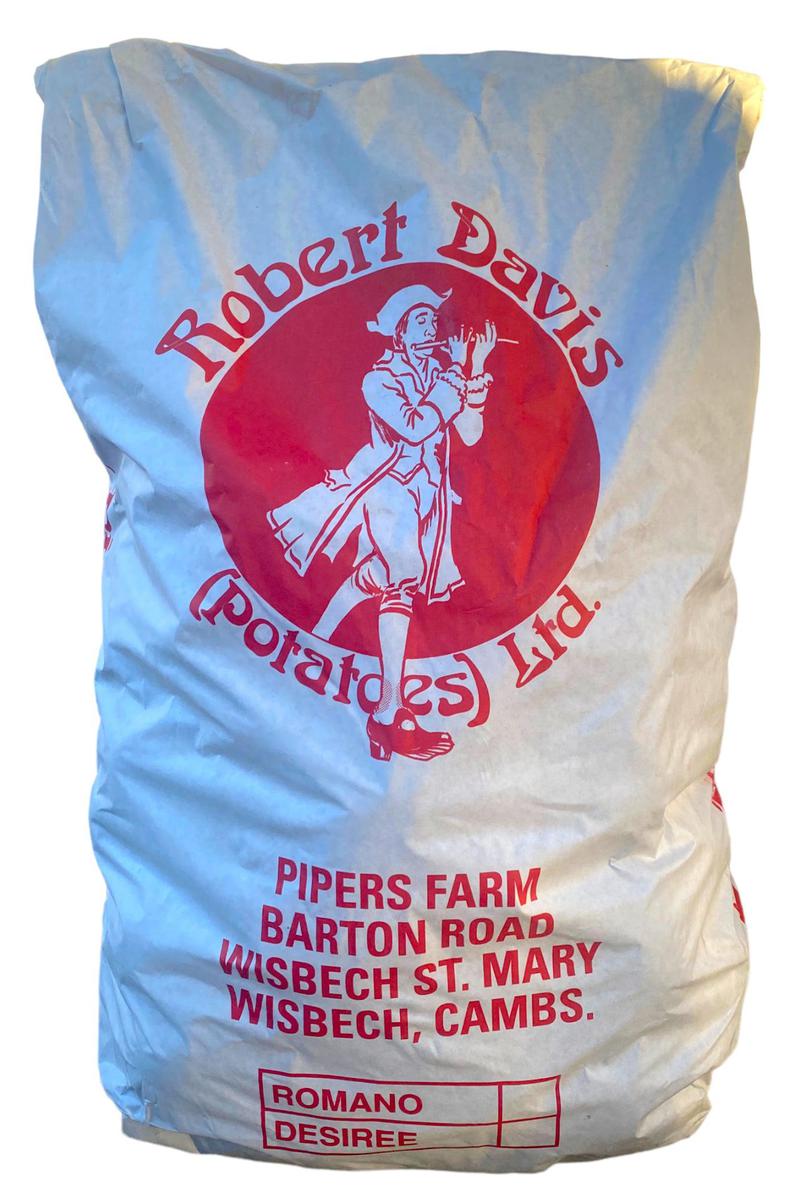 Robert Davis
(Potatoes) Ltd.
PIPERS FARM
BARTON ROAD
WISBECH ST. MARY
WISBECH, CAMBS.
ROMANO
DESIREE